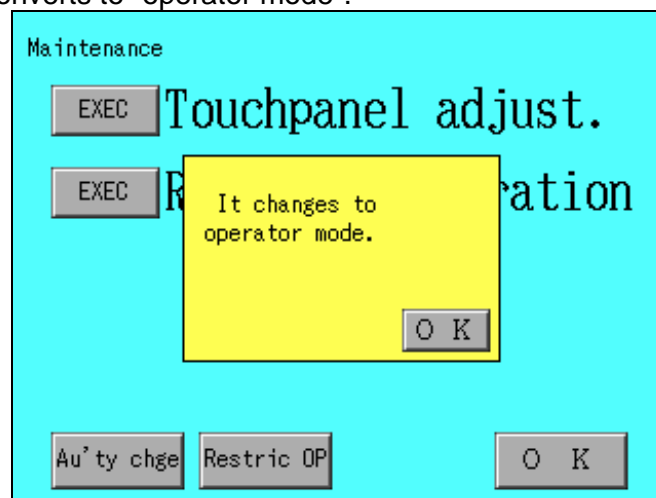 converts to "operator mode".
Maintenance
EXEC Touchpanel adjust.
EXEC R ration
It changes to
operator mode.
O K
Au'ty chge Restric OP O K